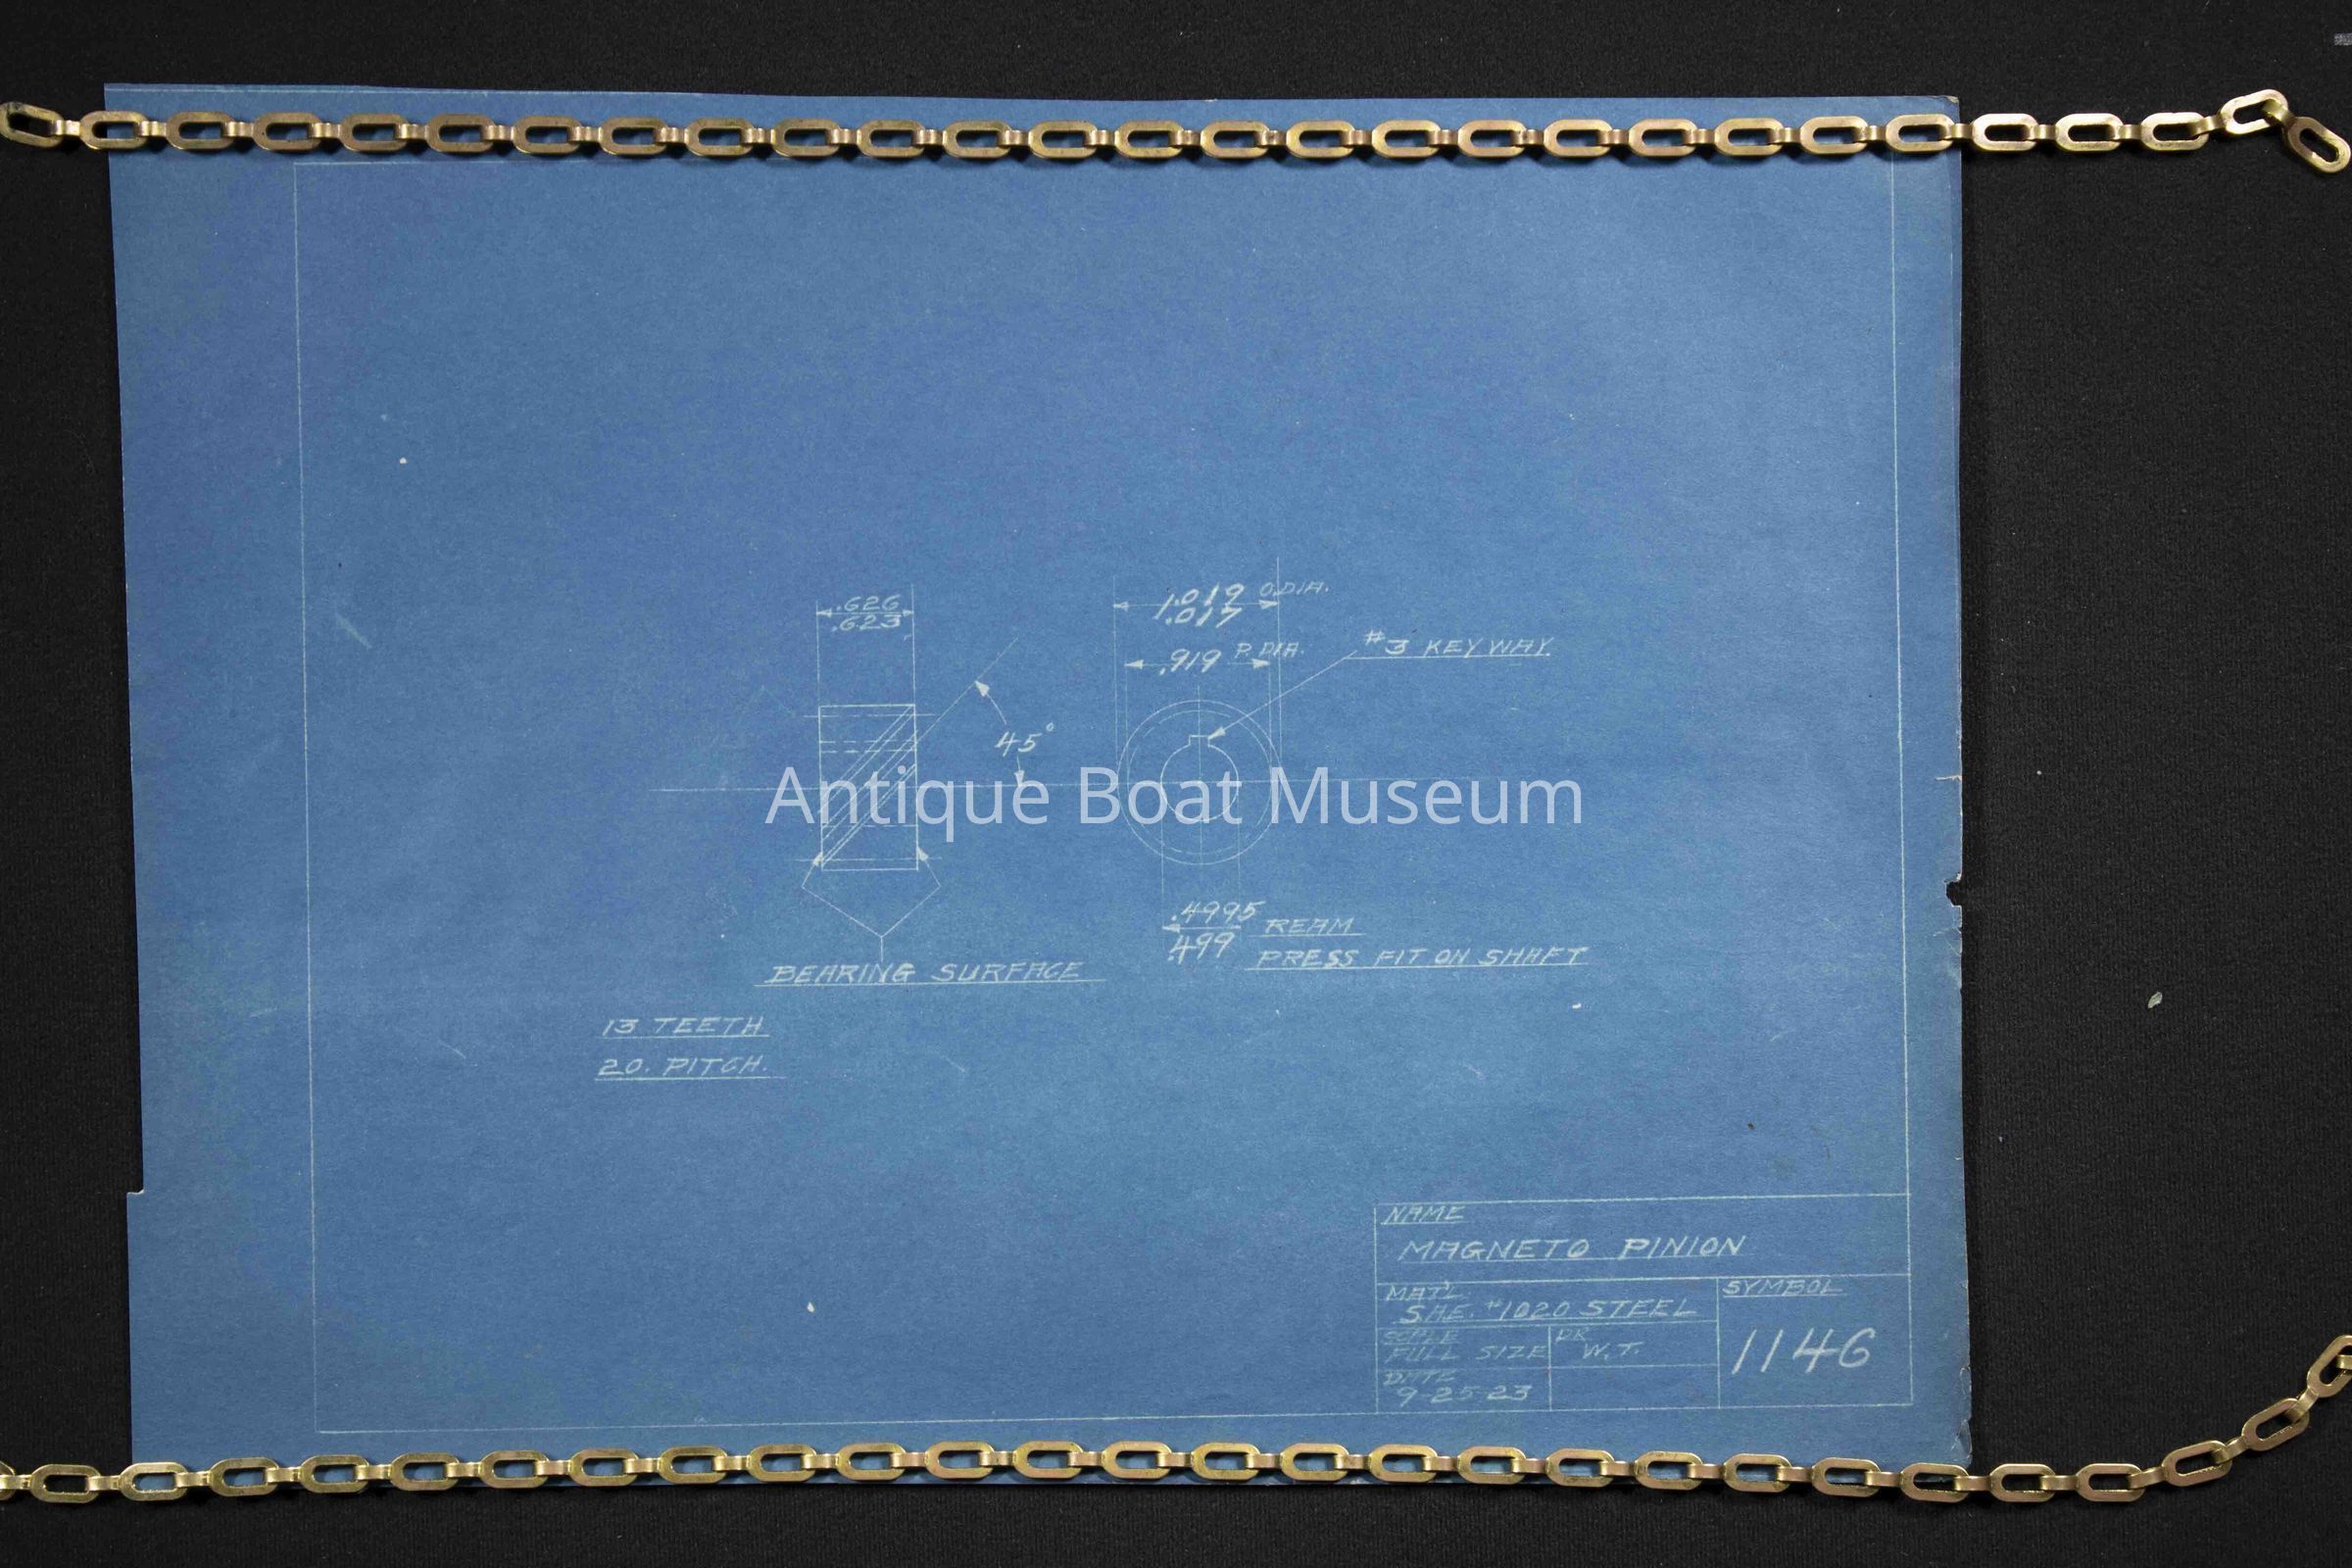 .626
.623
1.019 O.DIA.
1.017
.919 P. DIA.
#3 KEYWAY.
45°
Antique Boat Museum
.4995 REAM
.499 PRESS FIT ON SHAFT
BEARING SURFACE
13 TEETH
20. PITCH.
NAME
MAGNETO PINION
MAT'L.
S.A.E. #1020 STEEL
SYMBOL
1146
SCALE
FULL SIZE
DR.
W.T.
DATE
9-25-23